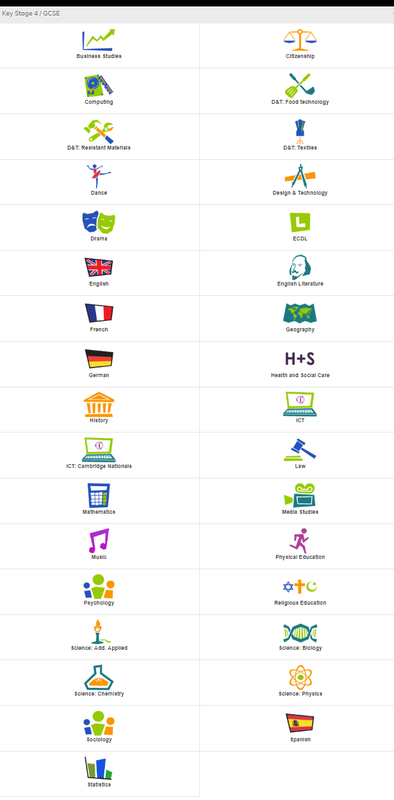 Key Stage 4 / GCSE
Business Studies
Citizenship
Computing
D&T: Food technology
D&T: Resistant Materials
D&T: Textiles
Dance
Design & Technology
Drama
L
ECDL
English
English Literature
French
Geography
H+S
German
Health and Social Care
History
ICT
ICT: Cambridge Nationals
Law
Mathematics
Media Studies
Music
Physical Education
Psychology
Religious Education
Science: Add. Applied
Science: Biology
Science: Chemistry
Science: Physics
Sociology
Spanish
Statistics